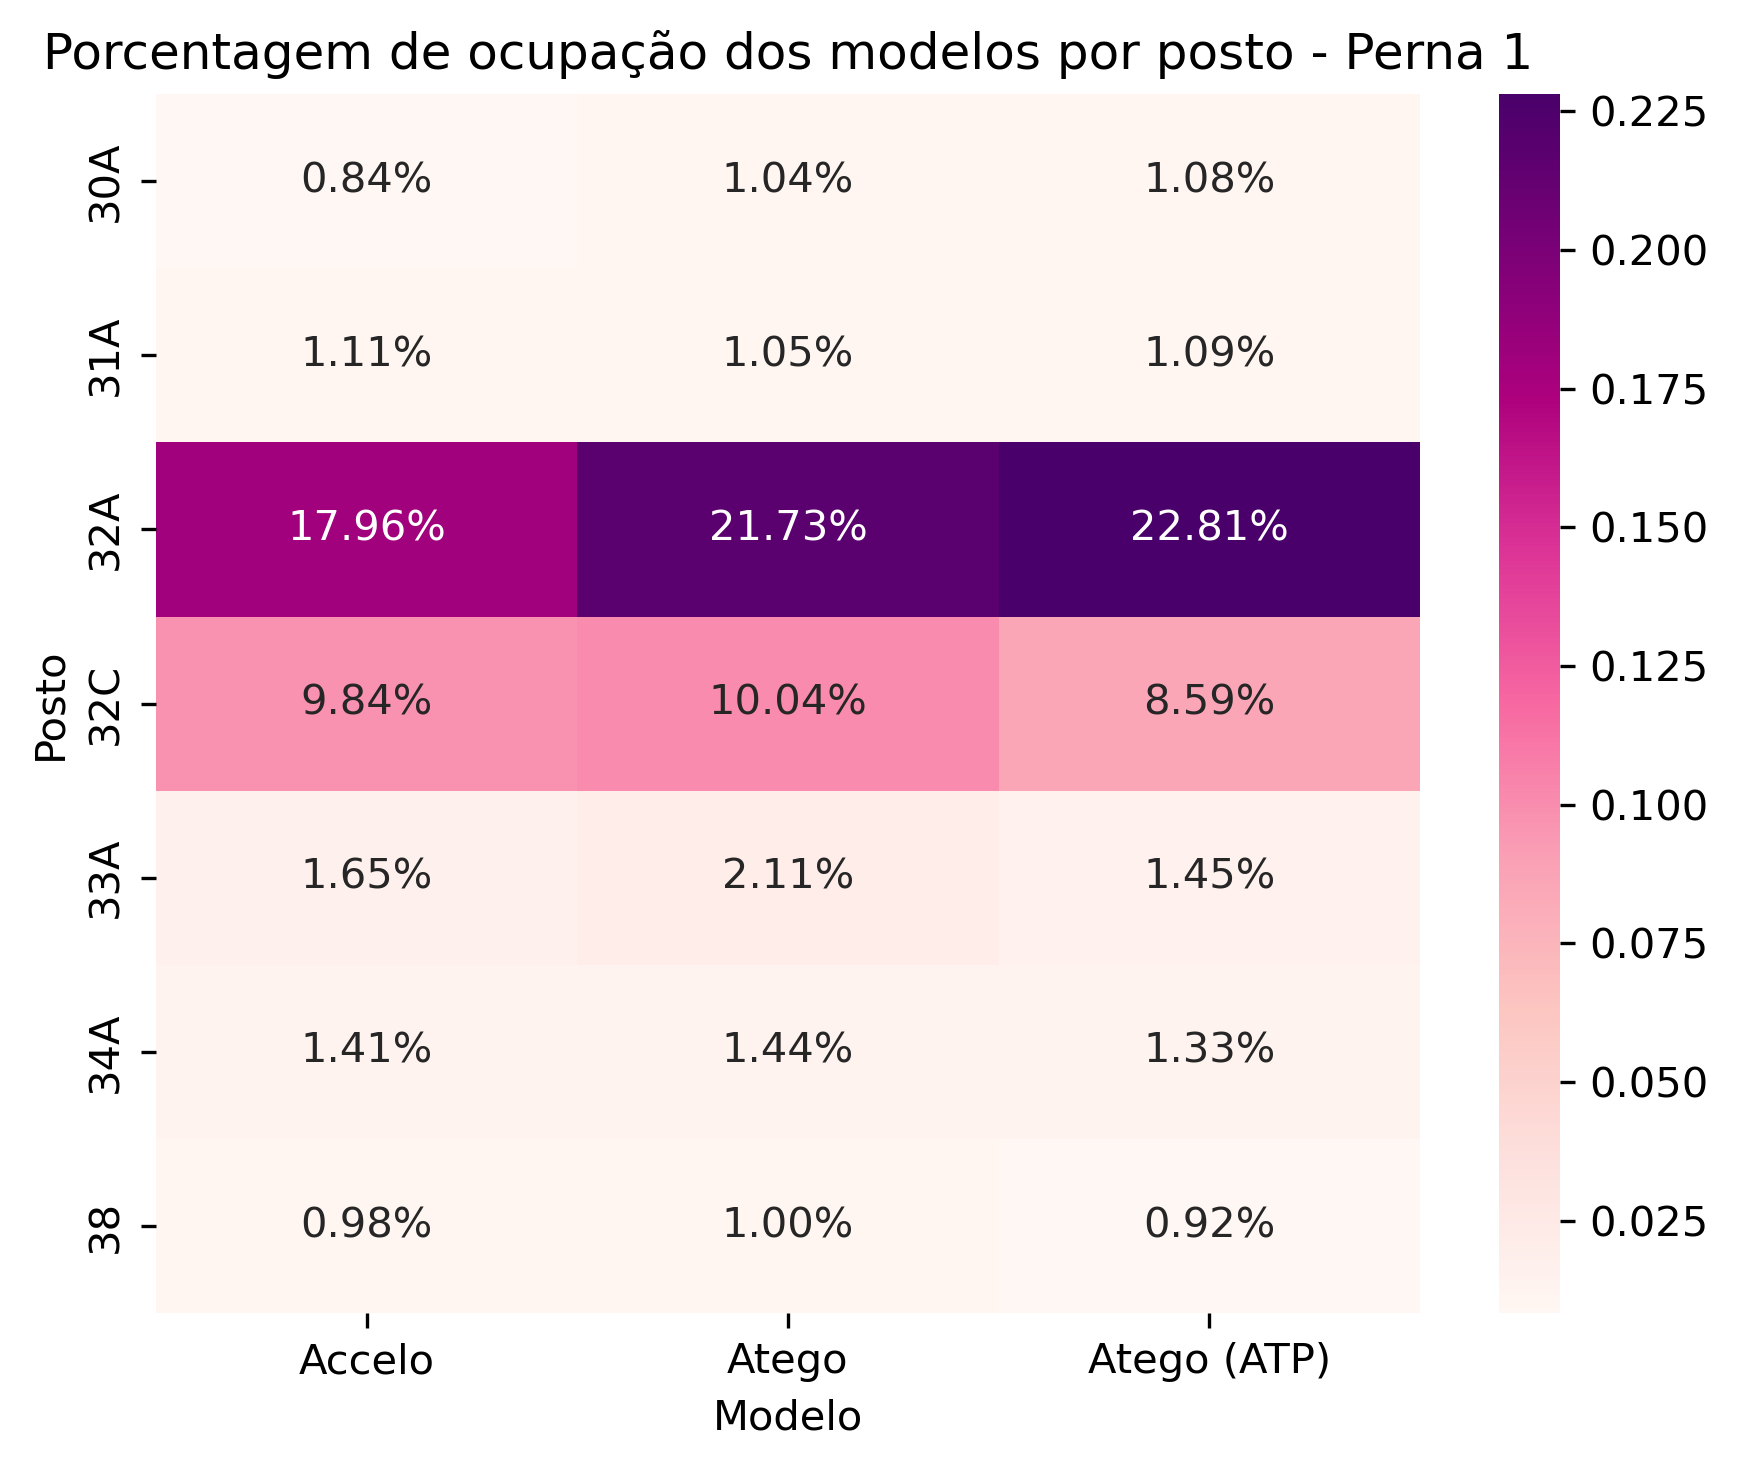 Porcentagem de ocupação dos modelos por posto - Perna 1
30A 0.84% 1.04% 1.08%
31A 1.11% 1.05% 1.09%
32A 17.96% 21.73% 22.81%
32C 9.84% 10.04% 8.59%
33A 1.65% 2.11% 1.45%
34A 1.41% 1.44% 1.33%
38 0.98% 1.00% 0.92%
Posto
Accelo Atego Atego (ATP)
Modelo
0.225
0.200
0.175
0.150
0.125
0.100
0.075
0.050
0.025